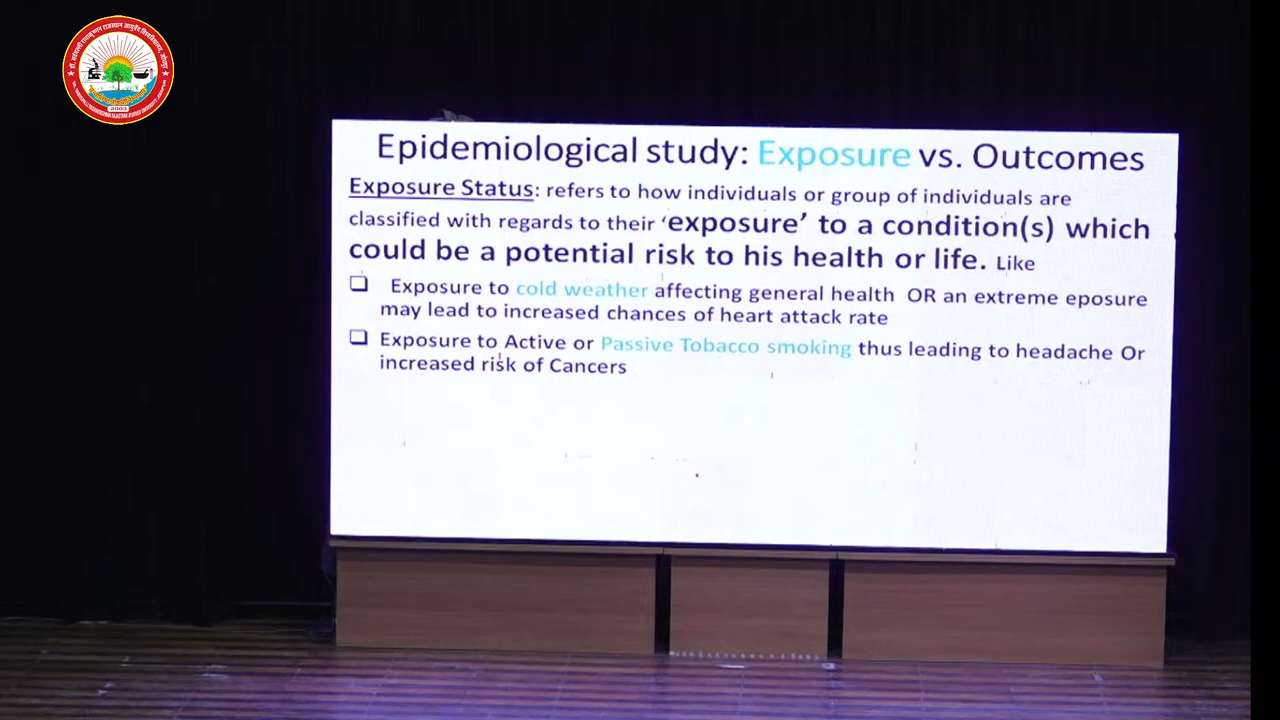 Epidemiological study: Exposure vs. Outcomes
Exposure Status: refers to how individuals or group of individuals are
classified with regards to their ‘exposure’ to a condition(s) which
could be a potential risk to his health or life. Like
❑ Exposure to cold weather affecting general health OR an extreme eposure
may lead to increased chances of heart attack rate
❑ Exposure to Active or Passive Tobacco smoking thus leading to headache Or
increased risk of Cancers
2003